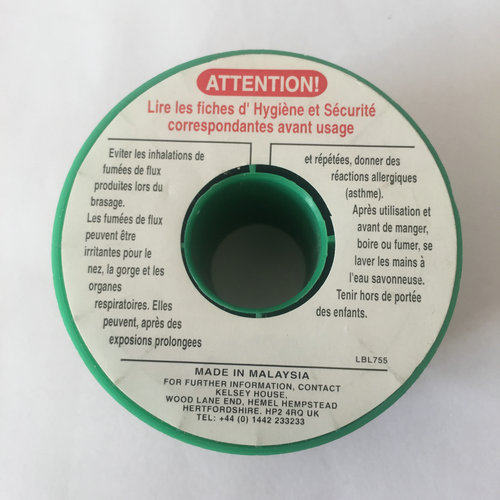 ATTENTION!
Lire les fiches d' Hygiène et Sécurité
correspondantes avant usage
Eviter les inhalations de
fumées de flux
produites lors du
brasage.
Les fumées de flux
peuvent être
irritantes pour le
nez, la gorge et les
organes
respiratoires. Elles
peuvent, après des
exposions prolongees
et répétées, donner des
réactions allergiques
(asthme).
Après utilisation et
avant de manger,
boire ou fumer, se
laver les mains à
l'eau savonneuse.
Tenir hors de portée
des enfants.
LBL755
MADE IN MALAYSIA
FOR FURTHER INFORMATION, CONTACT
KELSEY HOUSE,
WOOD LANE END, HEMEL HEMPSTEAD
HERTFORDSHIRE. HP2 4RQ UK
TEL: +44 (0) 1442 233233